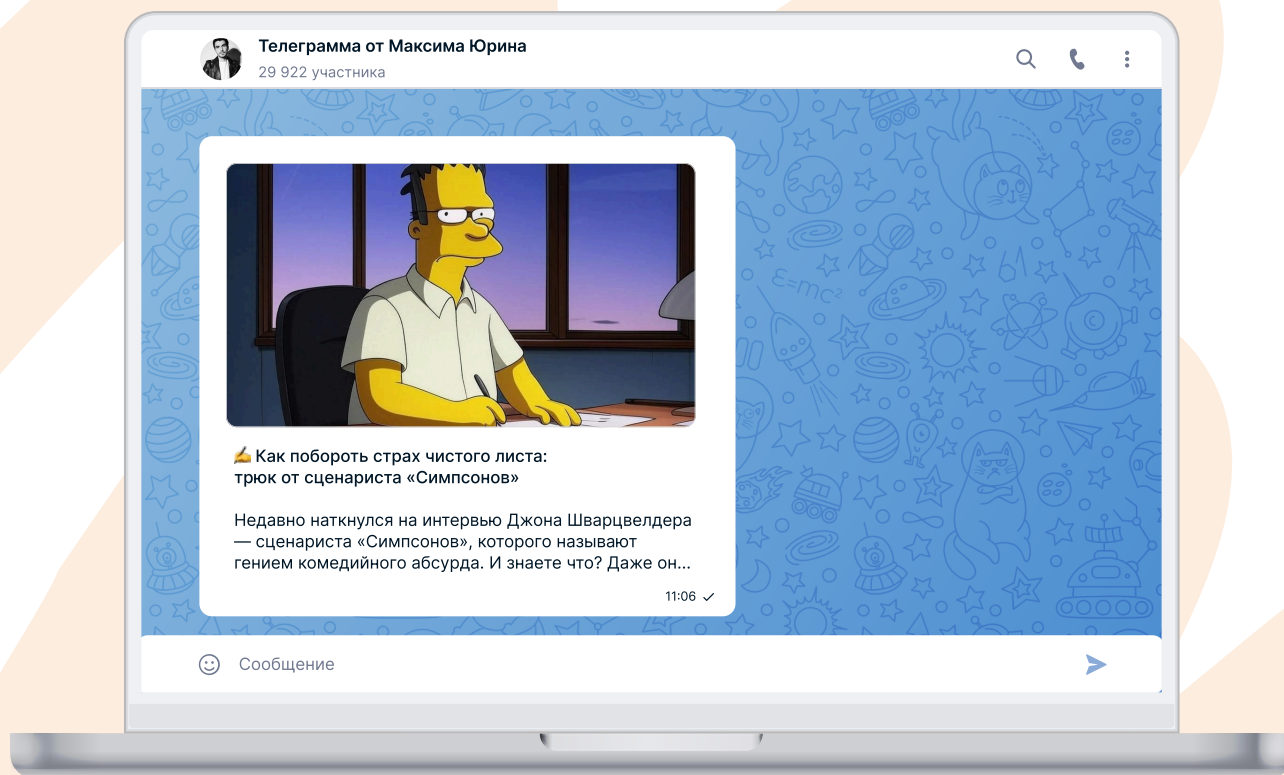 Телеграмма от Максима Юрина
29 922 участника
E=mc²
✍️ Как побороть страх чистого листа:
трюк от сценариста «Симпсонов»
Недавно наткнулся на интервью Джона Шварцвелдера
— сценариста «Симпсонов», которого называют
гением комедийного абсурда. И знаете что? Даже он...
11:06
Сообщение